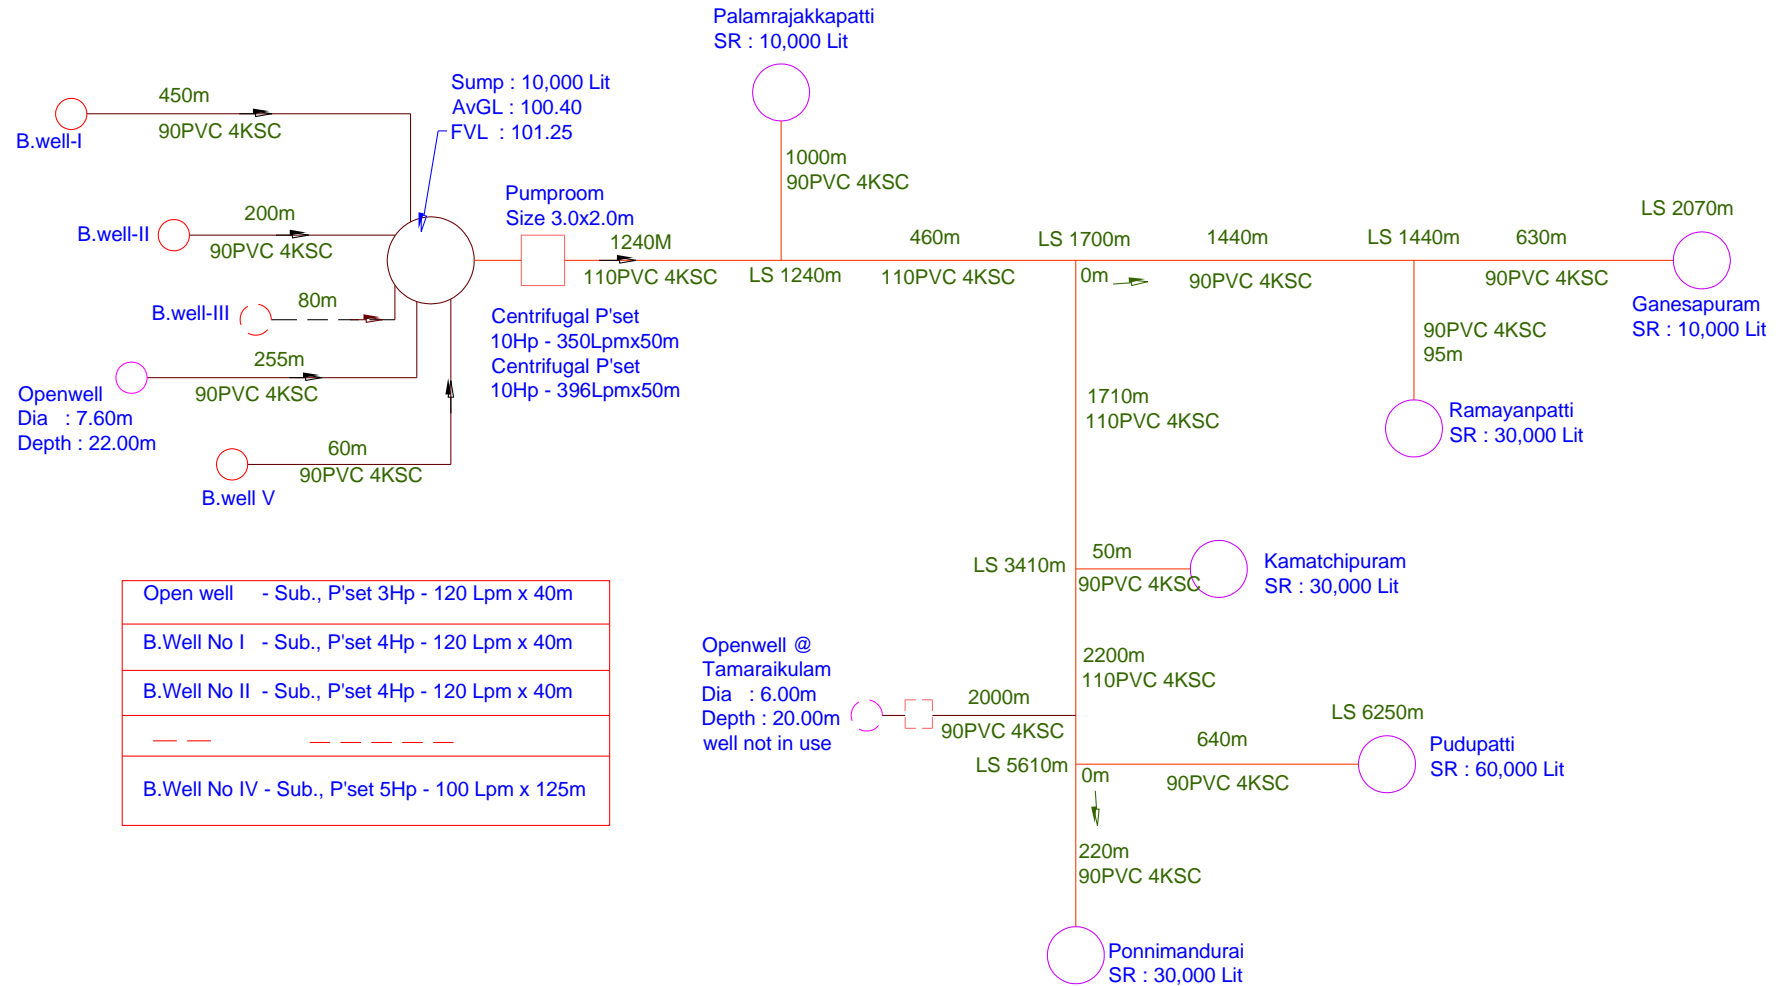 Palamrajakkapatti
SR : 10,000 Lit
Sump : 10,000 Lit
AvGL : 100.40
FVL : 101.25
450m
90PVC 4KSC
B.well-I
1000m
90PVC 4KSC
Pumproom
Size 3.0x2.0m
200m
B.well-II
90PVC 4KSC
1240M
110PVC 4KSC
LS 1240m
460m
110PVC 4KSC
LS 1700m
0m
1440m
90PVC 4KSC
LS 1440m
630m
90PVC 4KSC
LS 2070m
Ganesapuram
SR : 10,000 Lit
80m
B.well-III
Centrifugal P'set
10Hp - 350Lpmx50m
Centrifugal P'set
10Hp - 396Lpmx50m
90PVC 4KSC
95m
255m
90PVC 4KSC
Openwell
Dia : 7.60m
Depth : 22.00m
1710m
110PVC 4KSC
Ramayanpatti
SR : 30,000 Lit
60m
90PVC 4KSC
B.well V
LS 3410m
50m
90PVC 4KSC
Kamatchipuram
SR : 30,000 Lit
Open well - Sub., P'set 3Hp - 120 Lpm x 40m
B.Well No I - Sub., P'set 4Hp - 120 Lpm x 40m
B.Well No II - Sub., P'set 4Hp - 120 Lpm x 40m
B.Well No IV - Sub., P'set 5Hp - 100 Lpm x 125m
Openwell @
Tamaraikulam
Dia : 6.00m
Depth : 20.00m
well not in use
2000m
90PVC 4KSC
2200m
110PVC 4KSC
LS 5610m
0m
640m
90PVC 4KSC
LS 6250m
Pudupatti
SR : 60,000 Lit
220m
90PVC 4KSC
Ponnimandurai
SR : 30,000 Lit